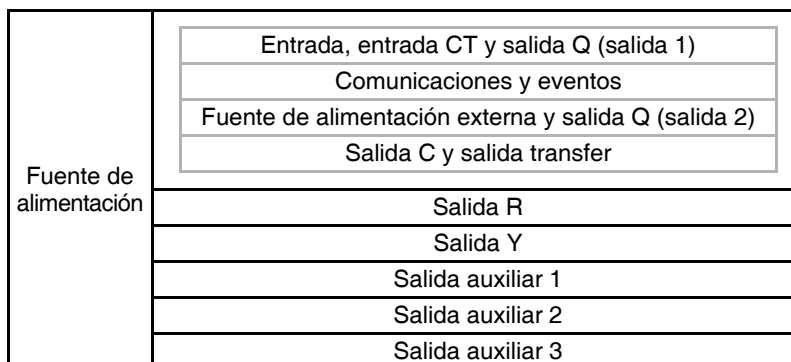 Fuente de
alimentación
Entrada, entrada CT y salida Q (salida 1)
Comunicaciones y eventos
Fuente de alimentación externa y salida Q (salida 2)
Salida C y salida transfer
Salida R
Salida Y
Salida auxiliar 1
Salida auxiliar 2
Salida auxiliar 3